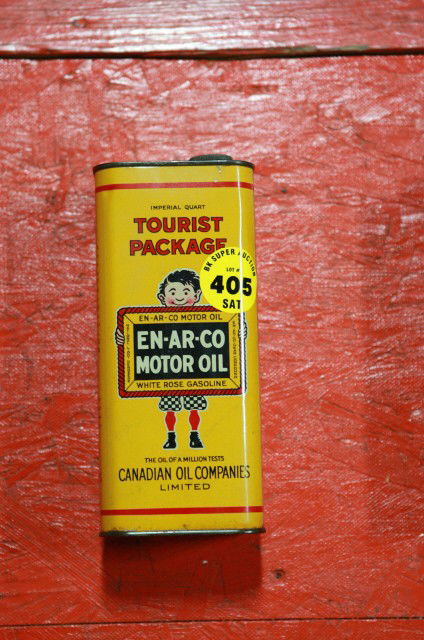 IMPERIAL QUART
TOURIST
PACKAGE
BK SUPER AUCTION
LOT #
405
SAT
EN-AR-CO MOTOR OIL
EN-AR-CO
MOTOR OIL
WHITE ROSE GASOLINE
THE OIL OF A MILLION TESTS
CANADIAN OIL COMPANIES
LIMITED